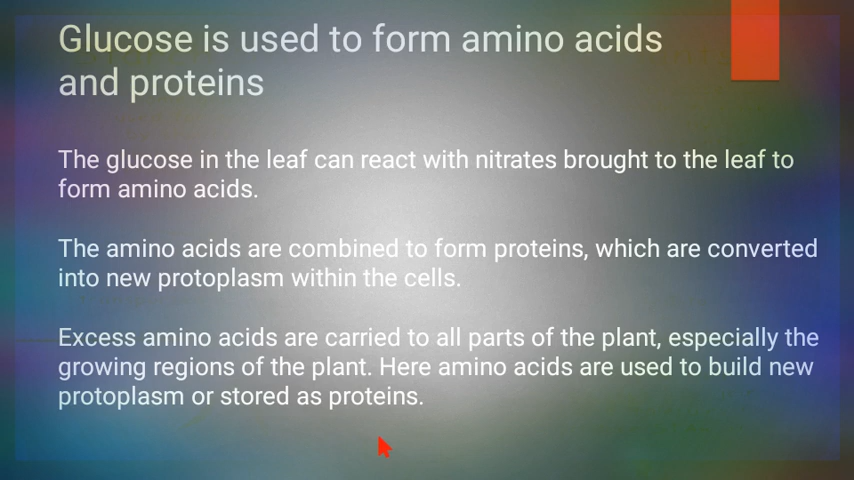 Glucose is used to form amino acids
and proteins
The glucose in the leaf can react with nitrates brought to the leaf to
form amino acids.
The amino acids are combined to form proteins, which are converted
into new protoplasm within the cells.
Excess amino acids are carried to all parts of the plant, especially the
growing regions of the plant. Here amino acids are used to build new
protoplasm or stored as proteins.